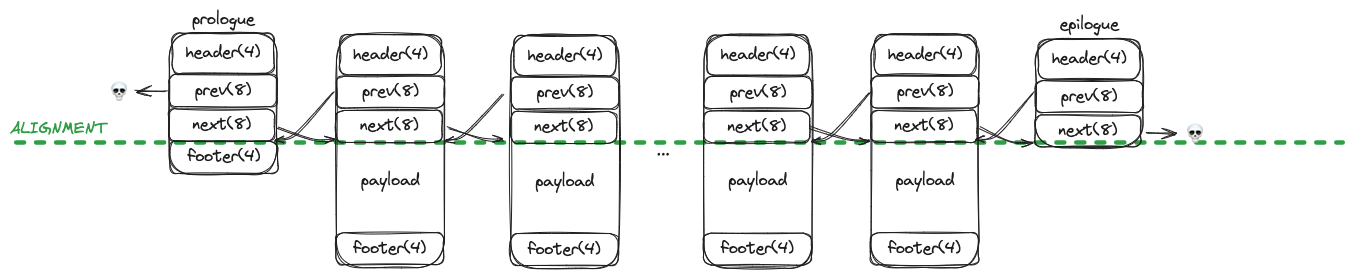 prologue
header(4)
prev(8)
next(8)
footer(4)
ALIGNMENT
header(4)
prev(8)
next(8)
payload
footer(4)
header(4)
prev(8)
next(8)
payload
footer(4)
...
header(4)
prev(8)
next(8)
payload
footer(4)
header(4)
prev(8)
next(8)
payload
footer(4)
epilogue
header(4)
prev(8)
next(8)